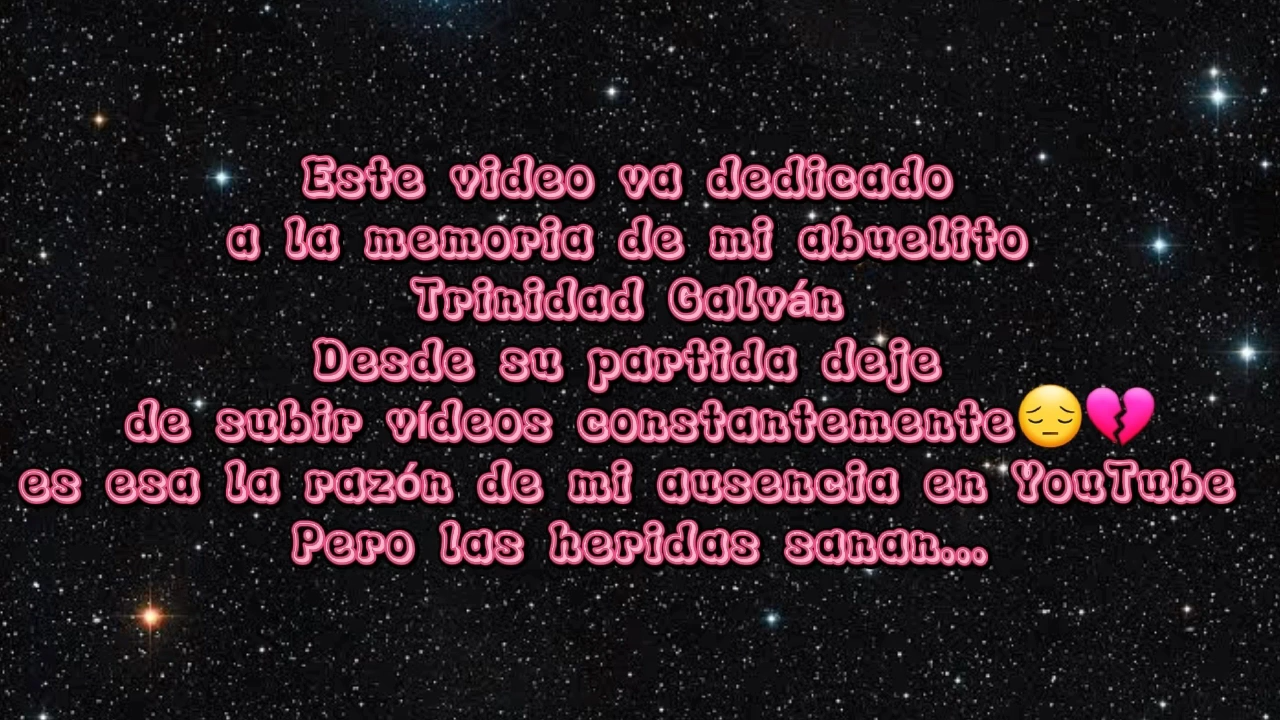 Este video va dedicado
a la memoria de mi abuelito
Trinidad Galván
Desde su partida deje
de subir vídeos constantemente😔💔
es esa la razón de mi ausencia en YouTube
Pero las heridas sanan...